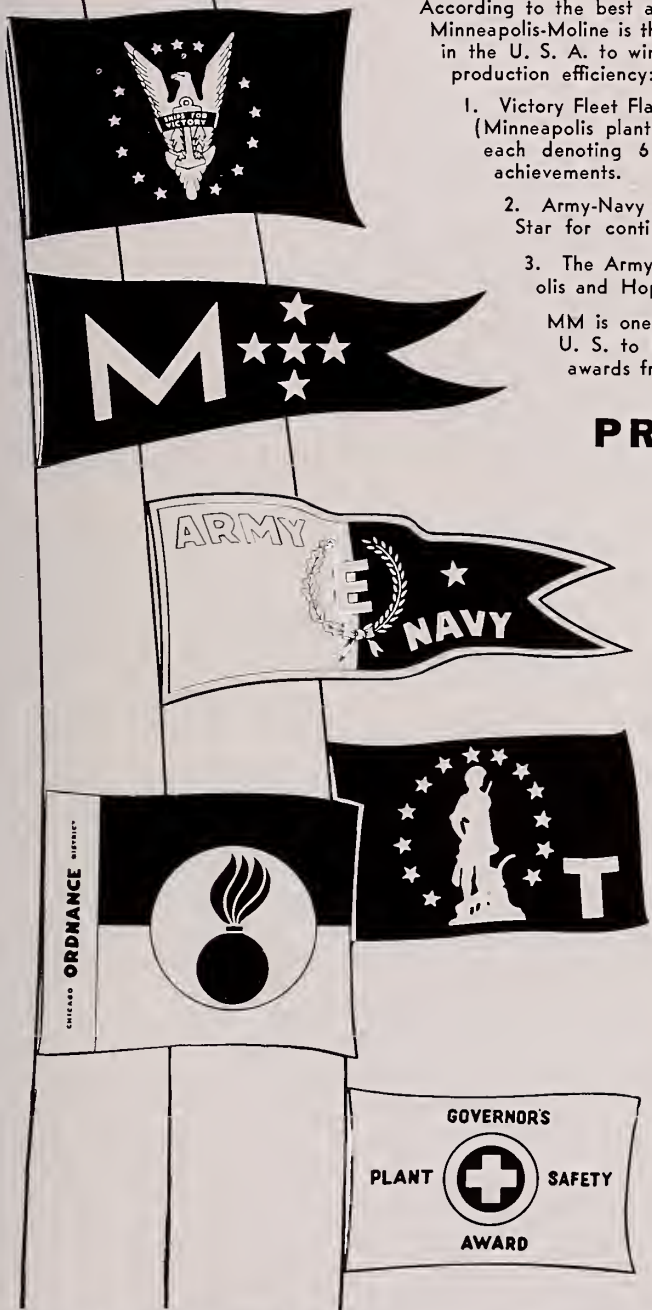 According to the best a
Minneapolis-Moline is th
in the U. S. A. to wi
production efficiency:
1. Victory Fleet Fla
(Minneapolis plant
each denoting 6
achievements.
2. Army-Navy
Star for conti
3. The Army
olis and Hop
MM is one
U. S. to
awards fr
PR
SHIPS FOR
VICTORY
M
ARMY
E
NAVY
T
CHICAGO ORDNANCE DISTRICT
GOVERNOR'S
PLANT SAFETY
AWARD